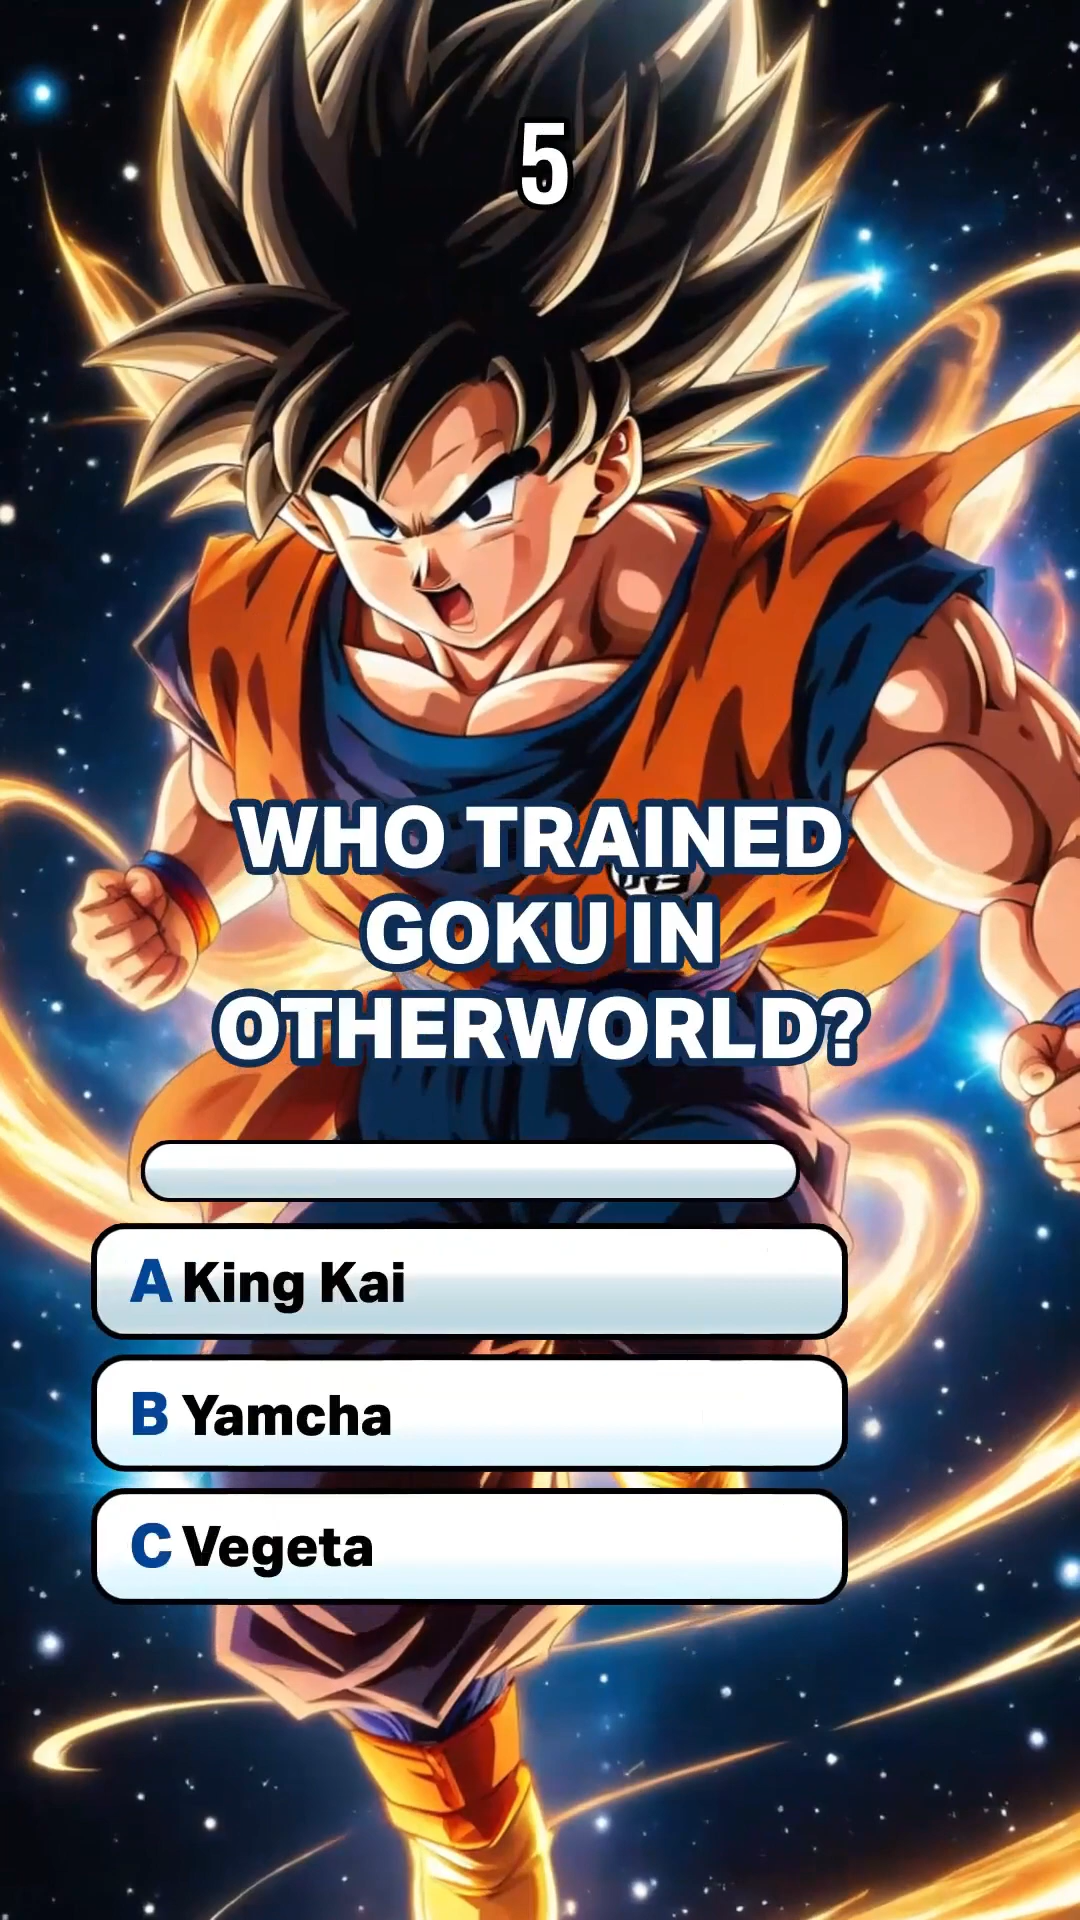 5
WHO TRAINED
GOKU IN
OTHERWORLD?
A King Kai
B Yamcha
C Vegeta